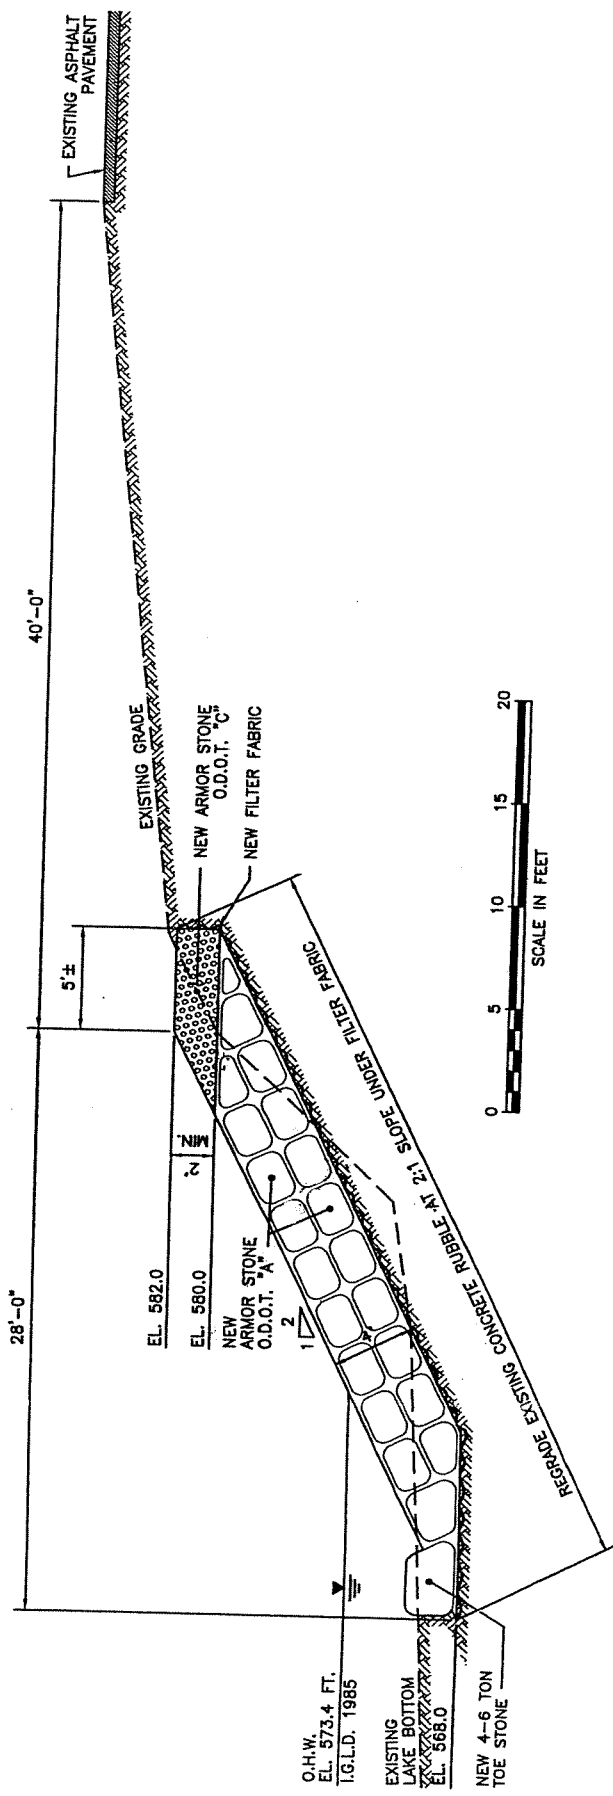 EXISTING ASPHALT
PAVEMENT
40'-0"
28'-0"
5'±
EXISTING GRADE
NEW ARMOR STONE
O.D.O.T. "C"
NEW FILTER FABRIC
EL. 582.0
2'
MIN.
EL. 580.0
NEW
ARMOR STONE
O.D.O.T. "A"
2
1
4'
O.H.W.
EL. 573.4 FT.
I.G.L.D. 1985
EXISTING
LAKE BOTTOM
EL. 568.0
NEW 4-6 TON
TOE STONE
REGRADE EXISTING CONCRETE RUBBLE AT 2:1 SLOPE UNDER FILTER FABRIC
0 5 10 15 20
SCALE IN FEET